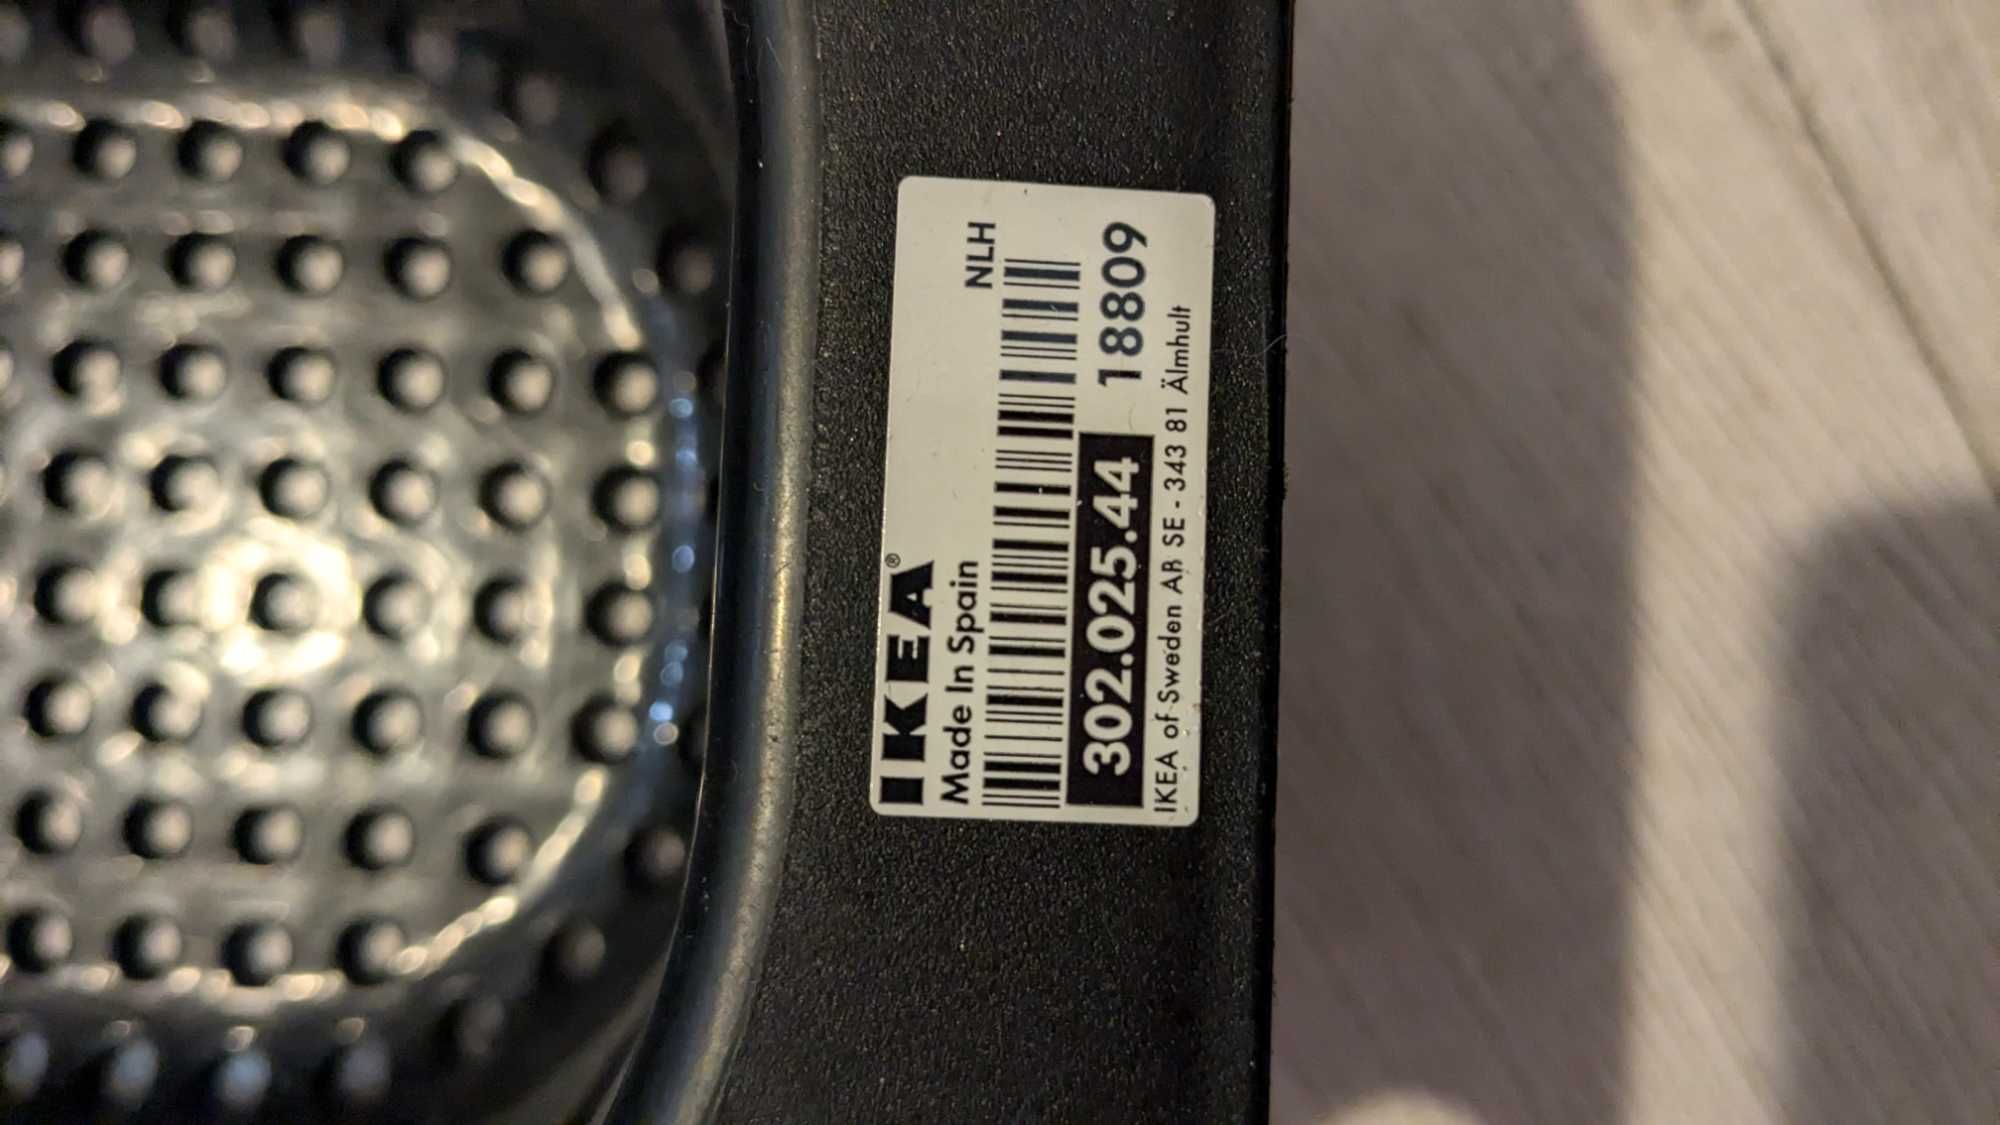 IKEA®
Made In Spain NLH
302.025.44 18809
IKEA of Sweden AB SE - 343 81 Älmhult